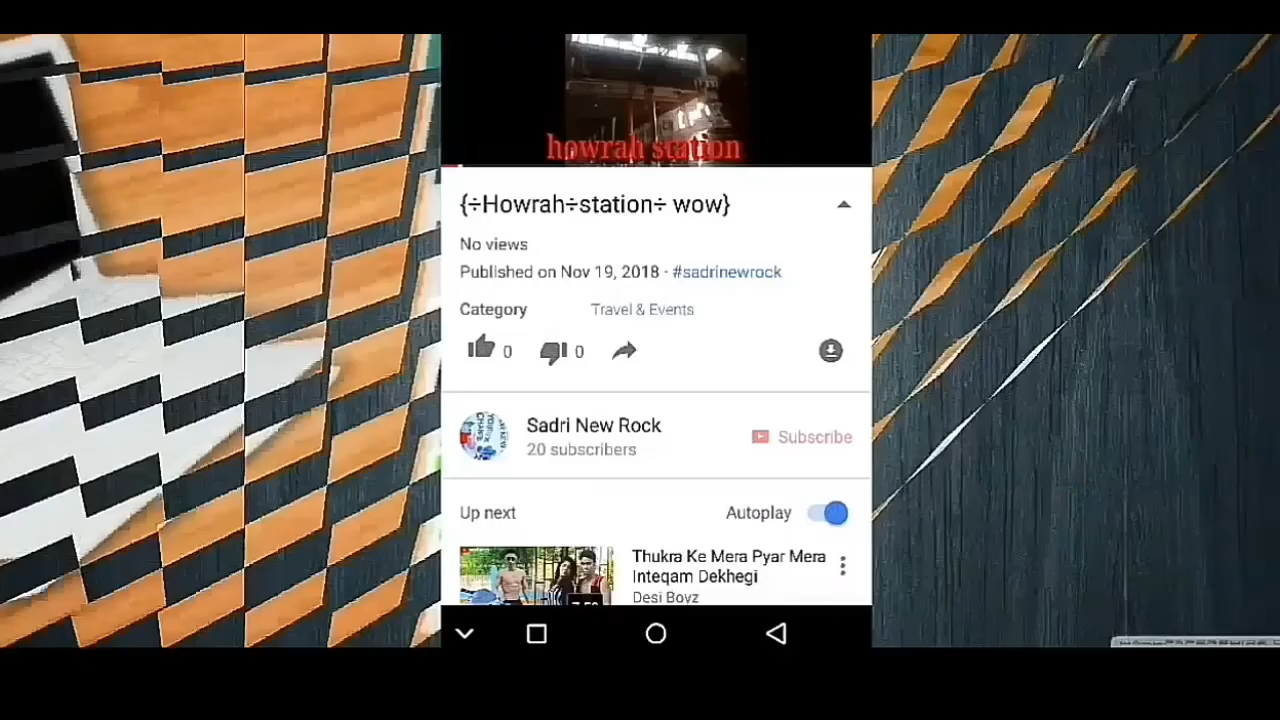 howrah station
{÷Howrah÷station÷ wow}
No views
Published on Nov 19, 2018 · #sadrinewrock
Category Travel & Events
0 0
Sadri New Rock
20 subscribers
Subscribe
Up next
Autoplay
Thukra Ke Mera Pyar Mera
Inteqam Dekhegi
Desi Boyz